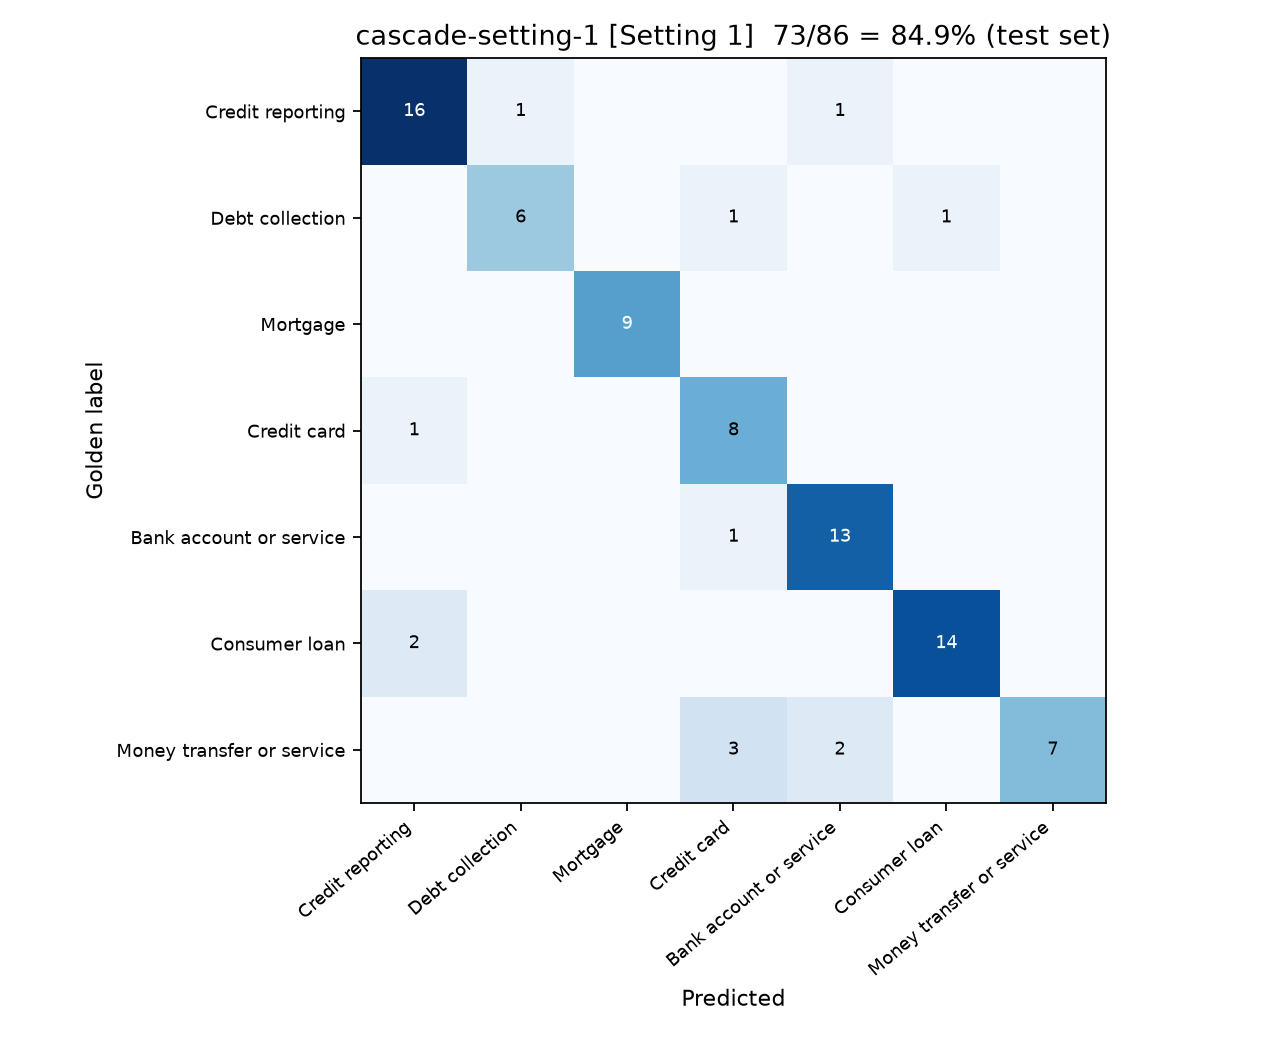 cascade-setting-1 [Setting 1]  73/86 = 84.9% (test set)
Golden label
Credit reporting 16 1 1
Debt collection 6 1 1
Mortgage 9
Credit card 1 8
Bank account or service 1 13
Consumer loan 2 14
Money transfer or service 3 2 7
Credit reporting
Debt collection
Mortgage
Credit card
Bank account or service
Consumer loan
Money transfer or service
Predicted